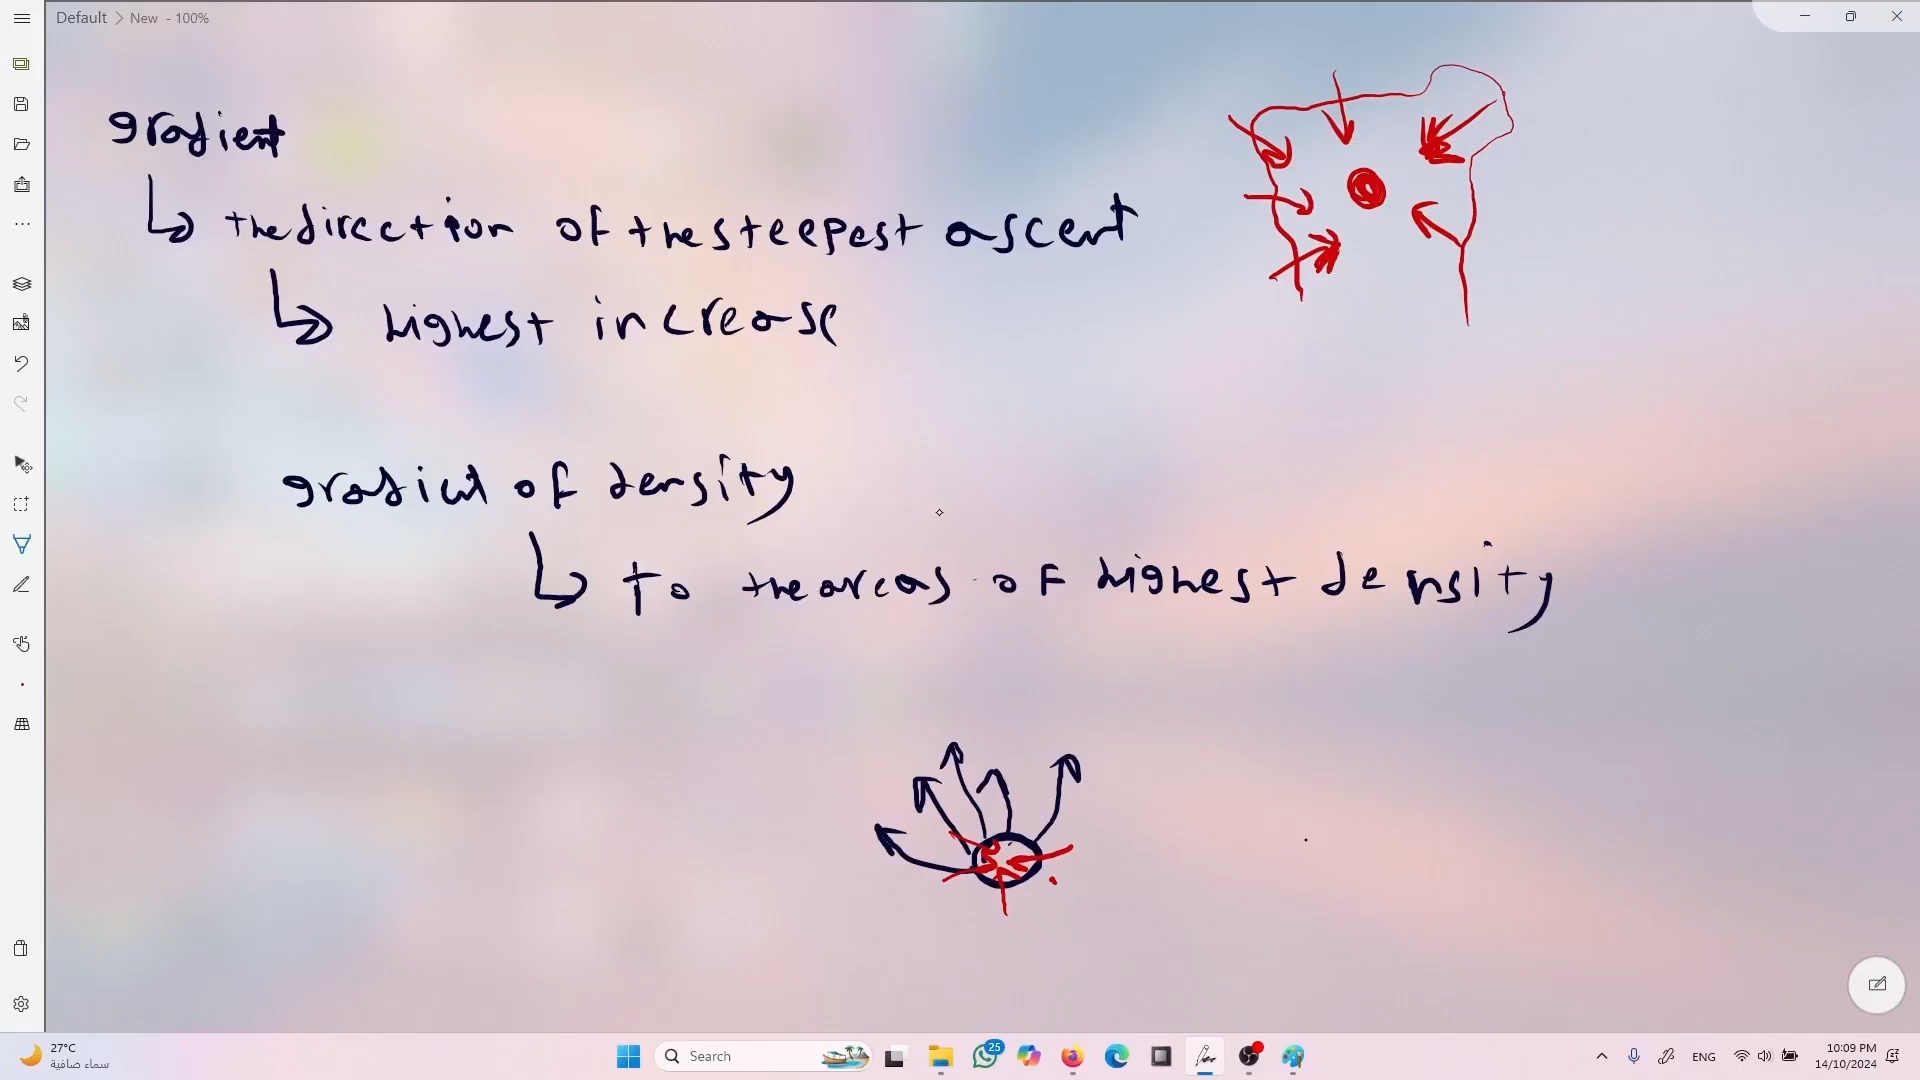 Default > New - 100%
gradient
the direction of the steepest ascent
highest increase
gradient of density
to the areas of highest density
27°C
سماء صافية
Search
25
ENG
10:09 PM
14/10/2024